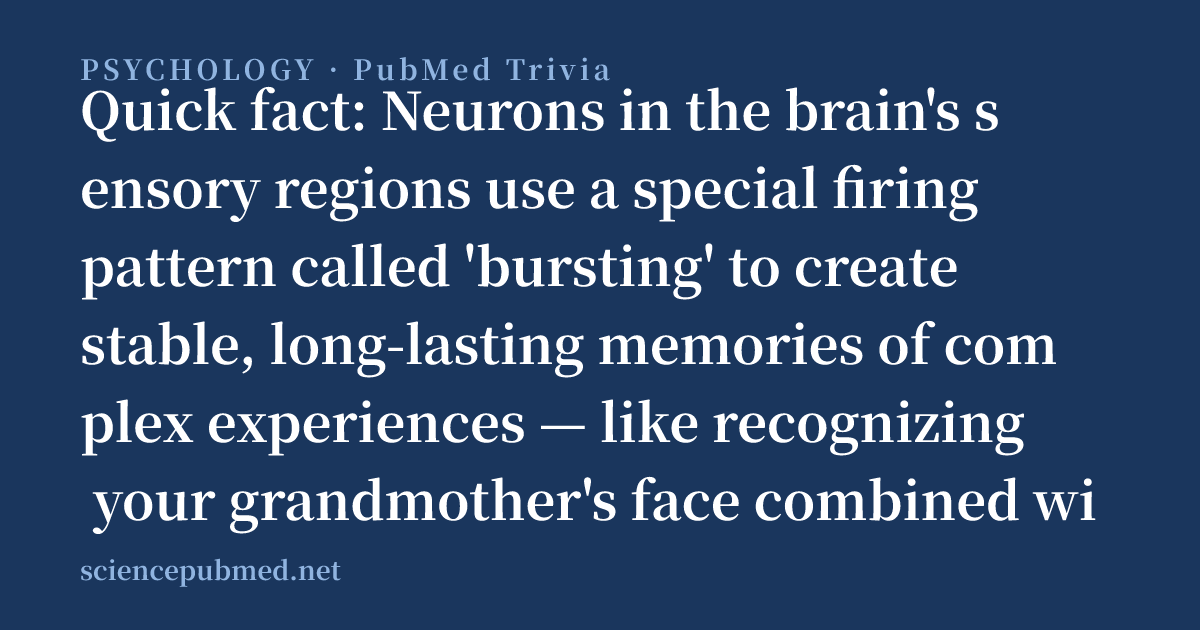 PSYCHOLOGY · PubMed Trivia
Quick fact: Neurons in the brain's s
ensory regions use a special firing
pattern called 'bursting' to create
stable, long-lasting memories of com
plex experiences — like recognizing
your grandmother's face combined wi
sciencepubmed.net